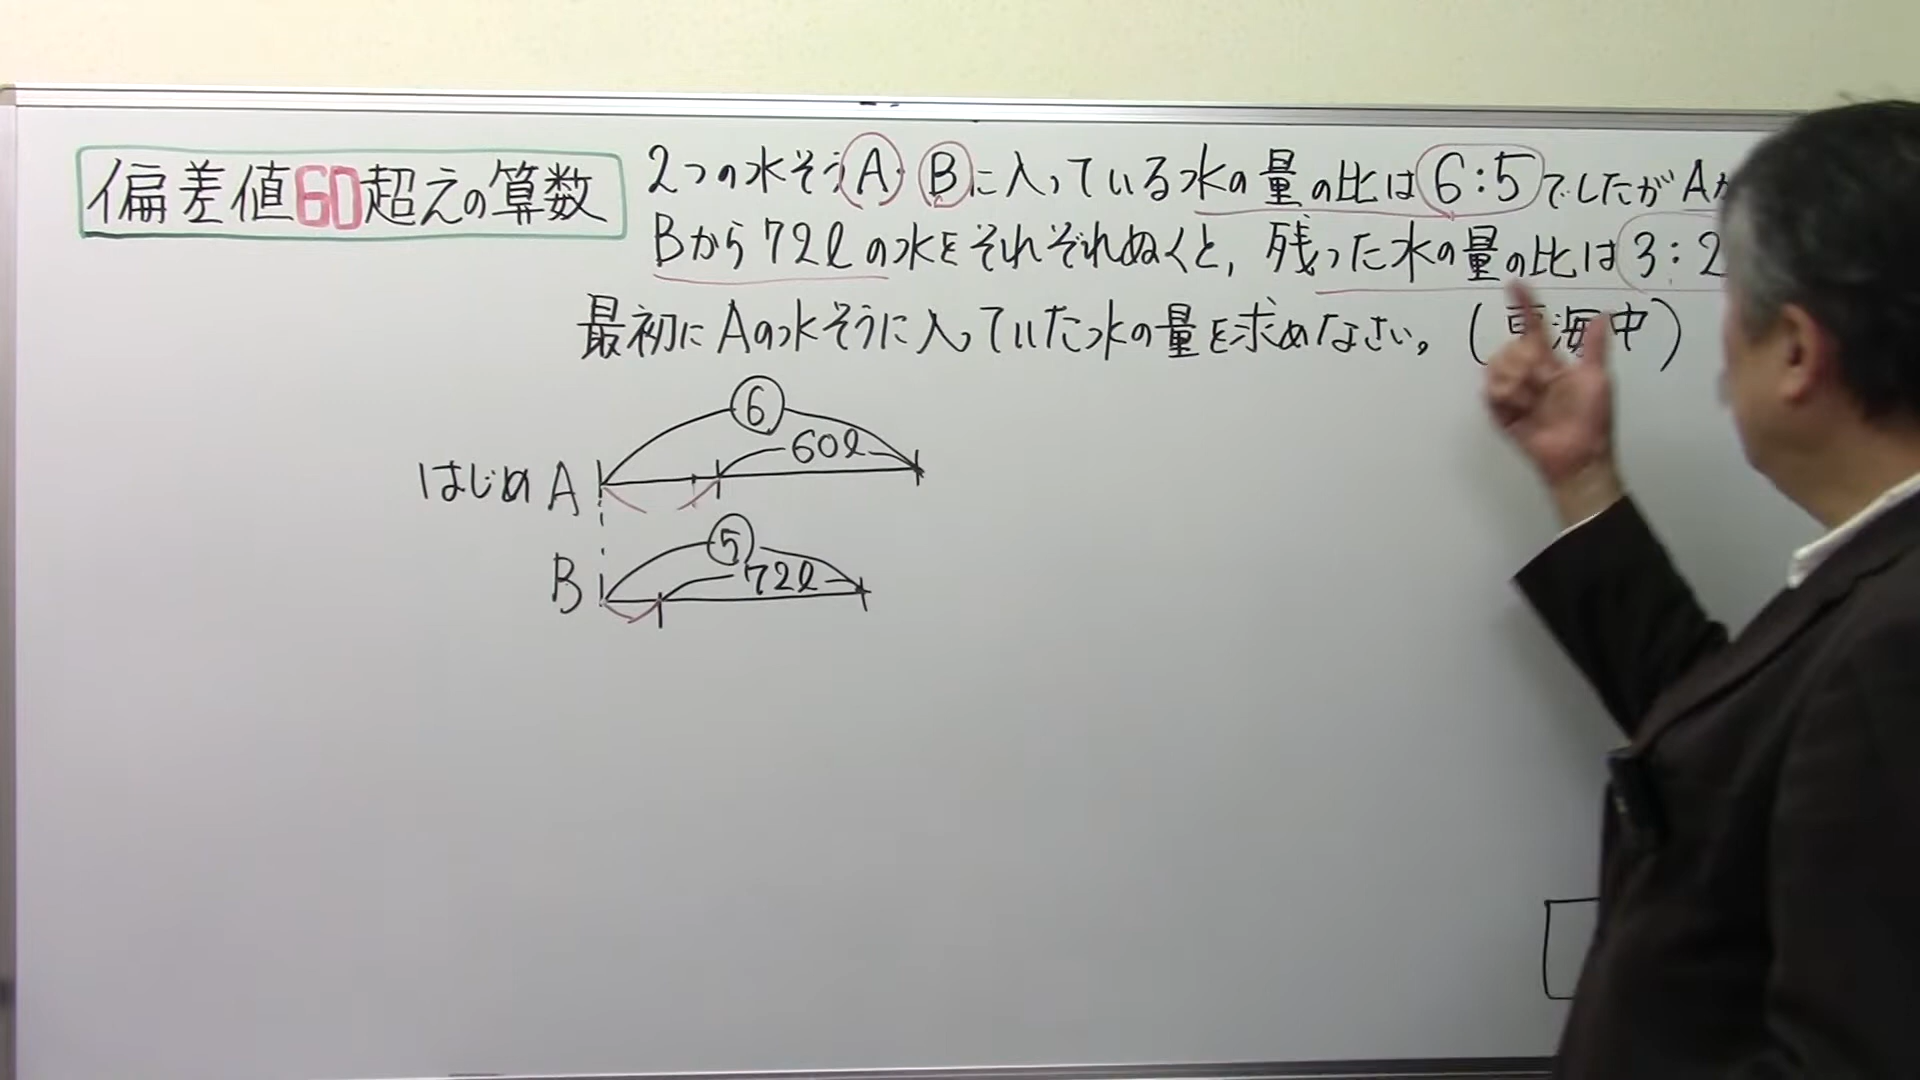 偏差値60超えの算数
2つの水そうA・Bに入っている水の量の比は6:5でしたがA
Bから72ℓの水をそれぞれぬくと,残った水の量の比は3:2
最初にAの水そうに入っていた水の量を求めなさい。(東海中)
⑥
60ℓ
はじめ A
⑤
72ℓ
B